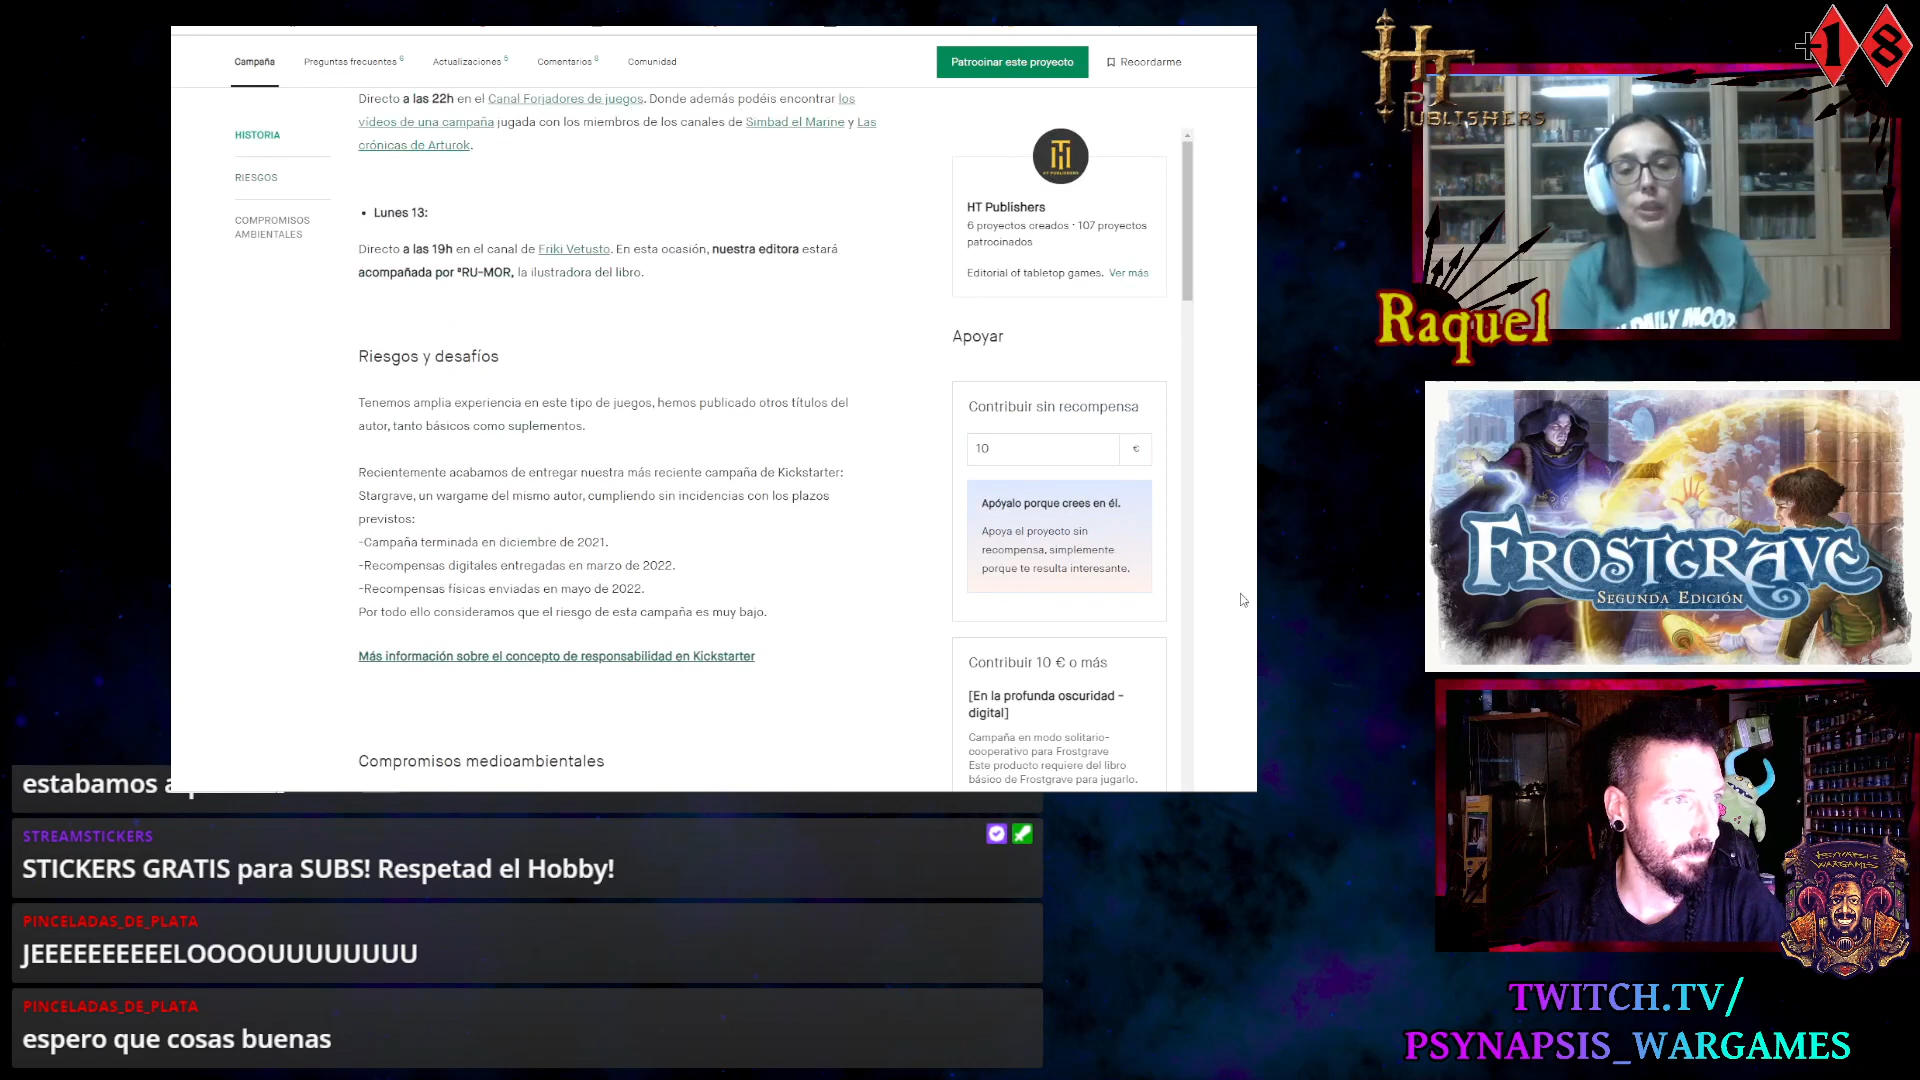 Campaña
Preguntas frecuentes 6
Actualizaciones 5
Comentarios 8
Comunidad
Patrocinar este proyecto
Recordarme
HISTORIA
RIESGOS
COMPROMISOS
AMBIENTALES
Directo a las 22h en el Canal Forjadores de juegos. Donde además podéis encontrar los
vídeos de una campaña jugada con los miembros de los canales de Simbad el Marine y Las
crónicas de Arturok.
• Lunes 13:
Directo a las 19h en el canal de Friki Vetusto. En esta ocasión, nuestra editora estará
acompañada por ªRU-MOR, la ilustradora del libro.
Riesgos y desafíos
Tenemos amplia experiencia en este tipo de juegos, hemos publicado otros títulos del
autor, tanto básicos como suplementos.
Recientemente acabamos de entregar nuestra más reciente campaña de Kickstarter:
Stargrave, un wargame del mismo autor, cumpliendo sin incidencias con los plazos
previstos:
-Campaña terminada en diciembre de 2021.
-Recompensas digitales entregadas en marzo de 2022.
-Recompensas físicas enviadas en mayo de 2022.
Por todo ello consideramos que el riesgo de esta campaña es muy bajo.
Más información sobre el concepto de responsabilidad en Kickstarter
Compromisos medioambientales
HT PUBLISHERS
HT Publishers
6 proyectos creados · 107 proyectos
patrocinados
Editorial of tabletop games. Ver más
Apoyar
Contribuir sin recompensa
10 €
Apóyalo porque crees en él.
Apoya el proyecto sin
recompensa, simplemente
porque te resulta interesante.
Contribuir 10 € o más
[En la profunda oscuridad -
digital]
Campaña en modo solitario-
cooperativo para Frostgrave
Este producto requiere del libro
básico de Frostgrave para jugarlo.
estabamos
STREAMSTICKERS
STICKERS GRATIS para SUBS! Respetad el Hobby!
PINCELADAS_DE_PLATA
JEEEEEEEEEELOOOOUUUUUUUU
PINCELADAS_DE_PLATA
espero que cosas buenas
HT
PUBLISHERS
+18
DAILY MOOD
Raquel
FROSTGRAVE
SEGUNDA EDICIÓN
PSYNAPSIS
WARGAMES
TWITCH.TV/
PSYNAPSIS_WARGAMES